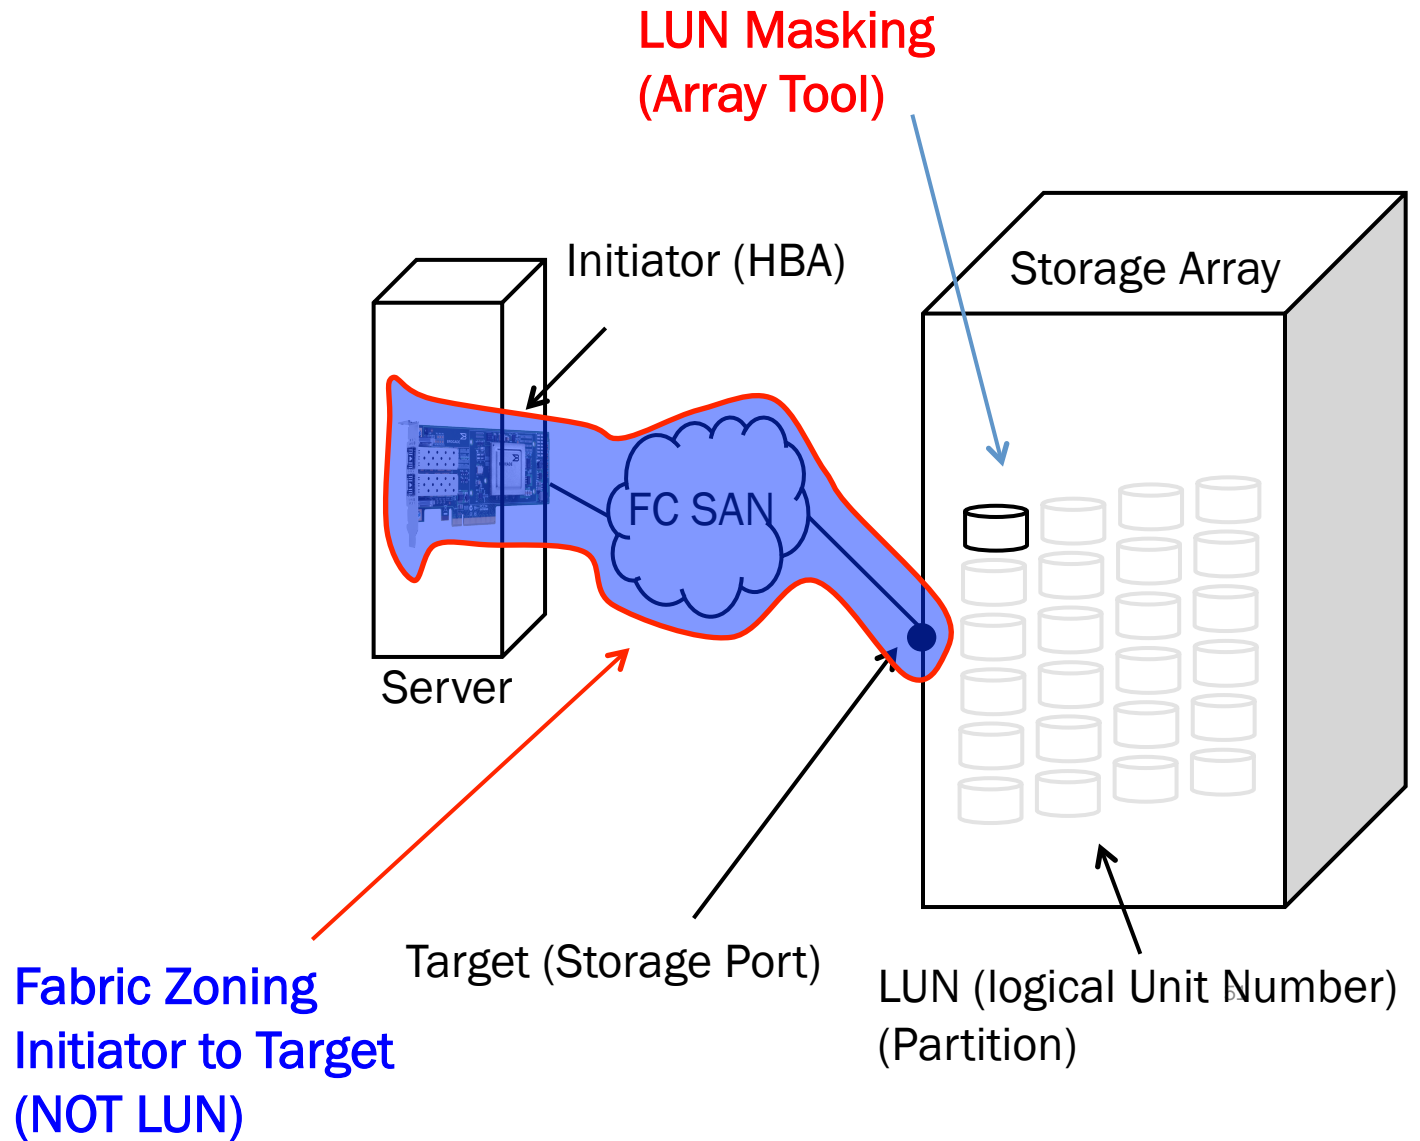 LUN Masking
(Array Tool)
Initiator (HBA)
Storage Array
FC SAN
Server
Target (Storage Port)
Fabric Zoning
Initiator to Target
(NOT LUN)
LUN (logical Unit Number)
(Partition)